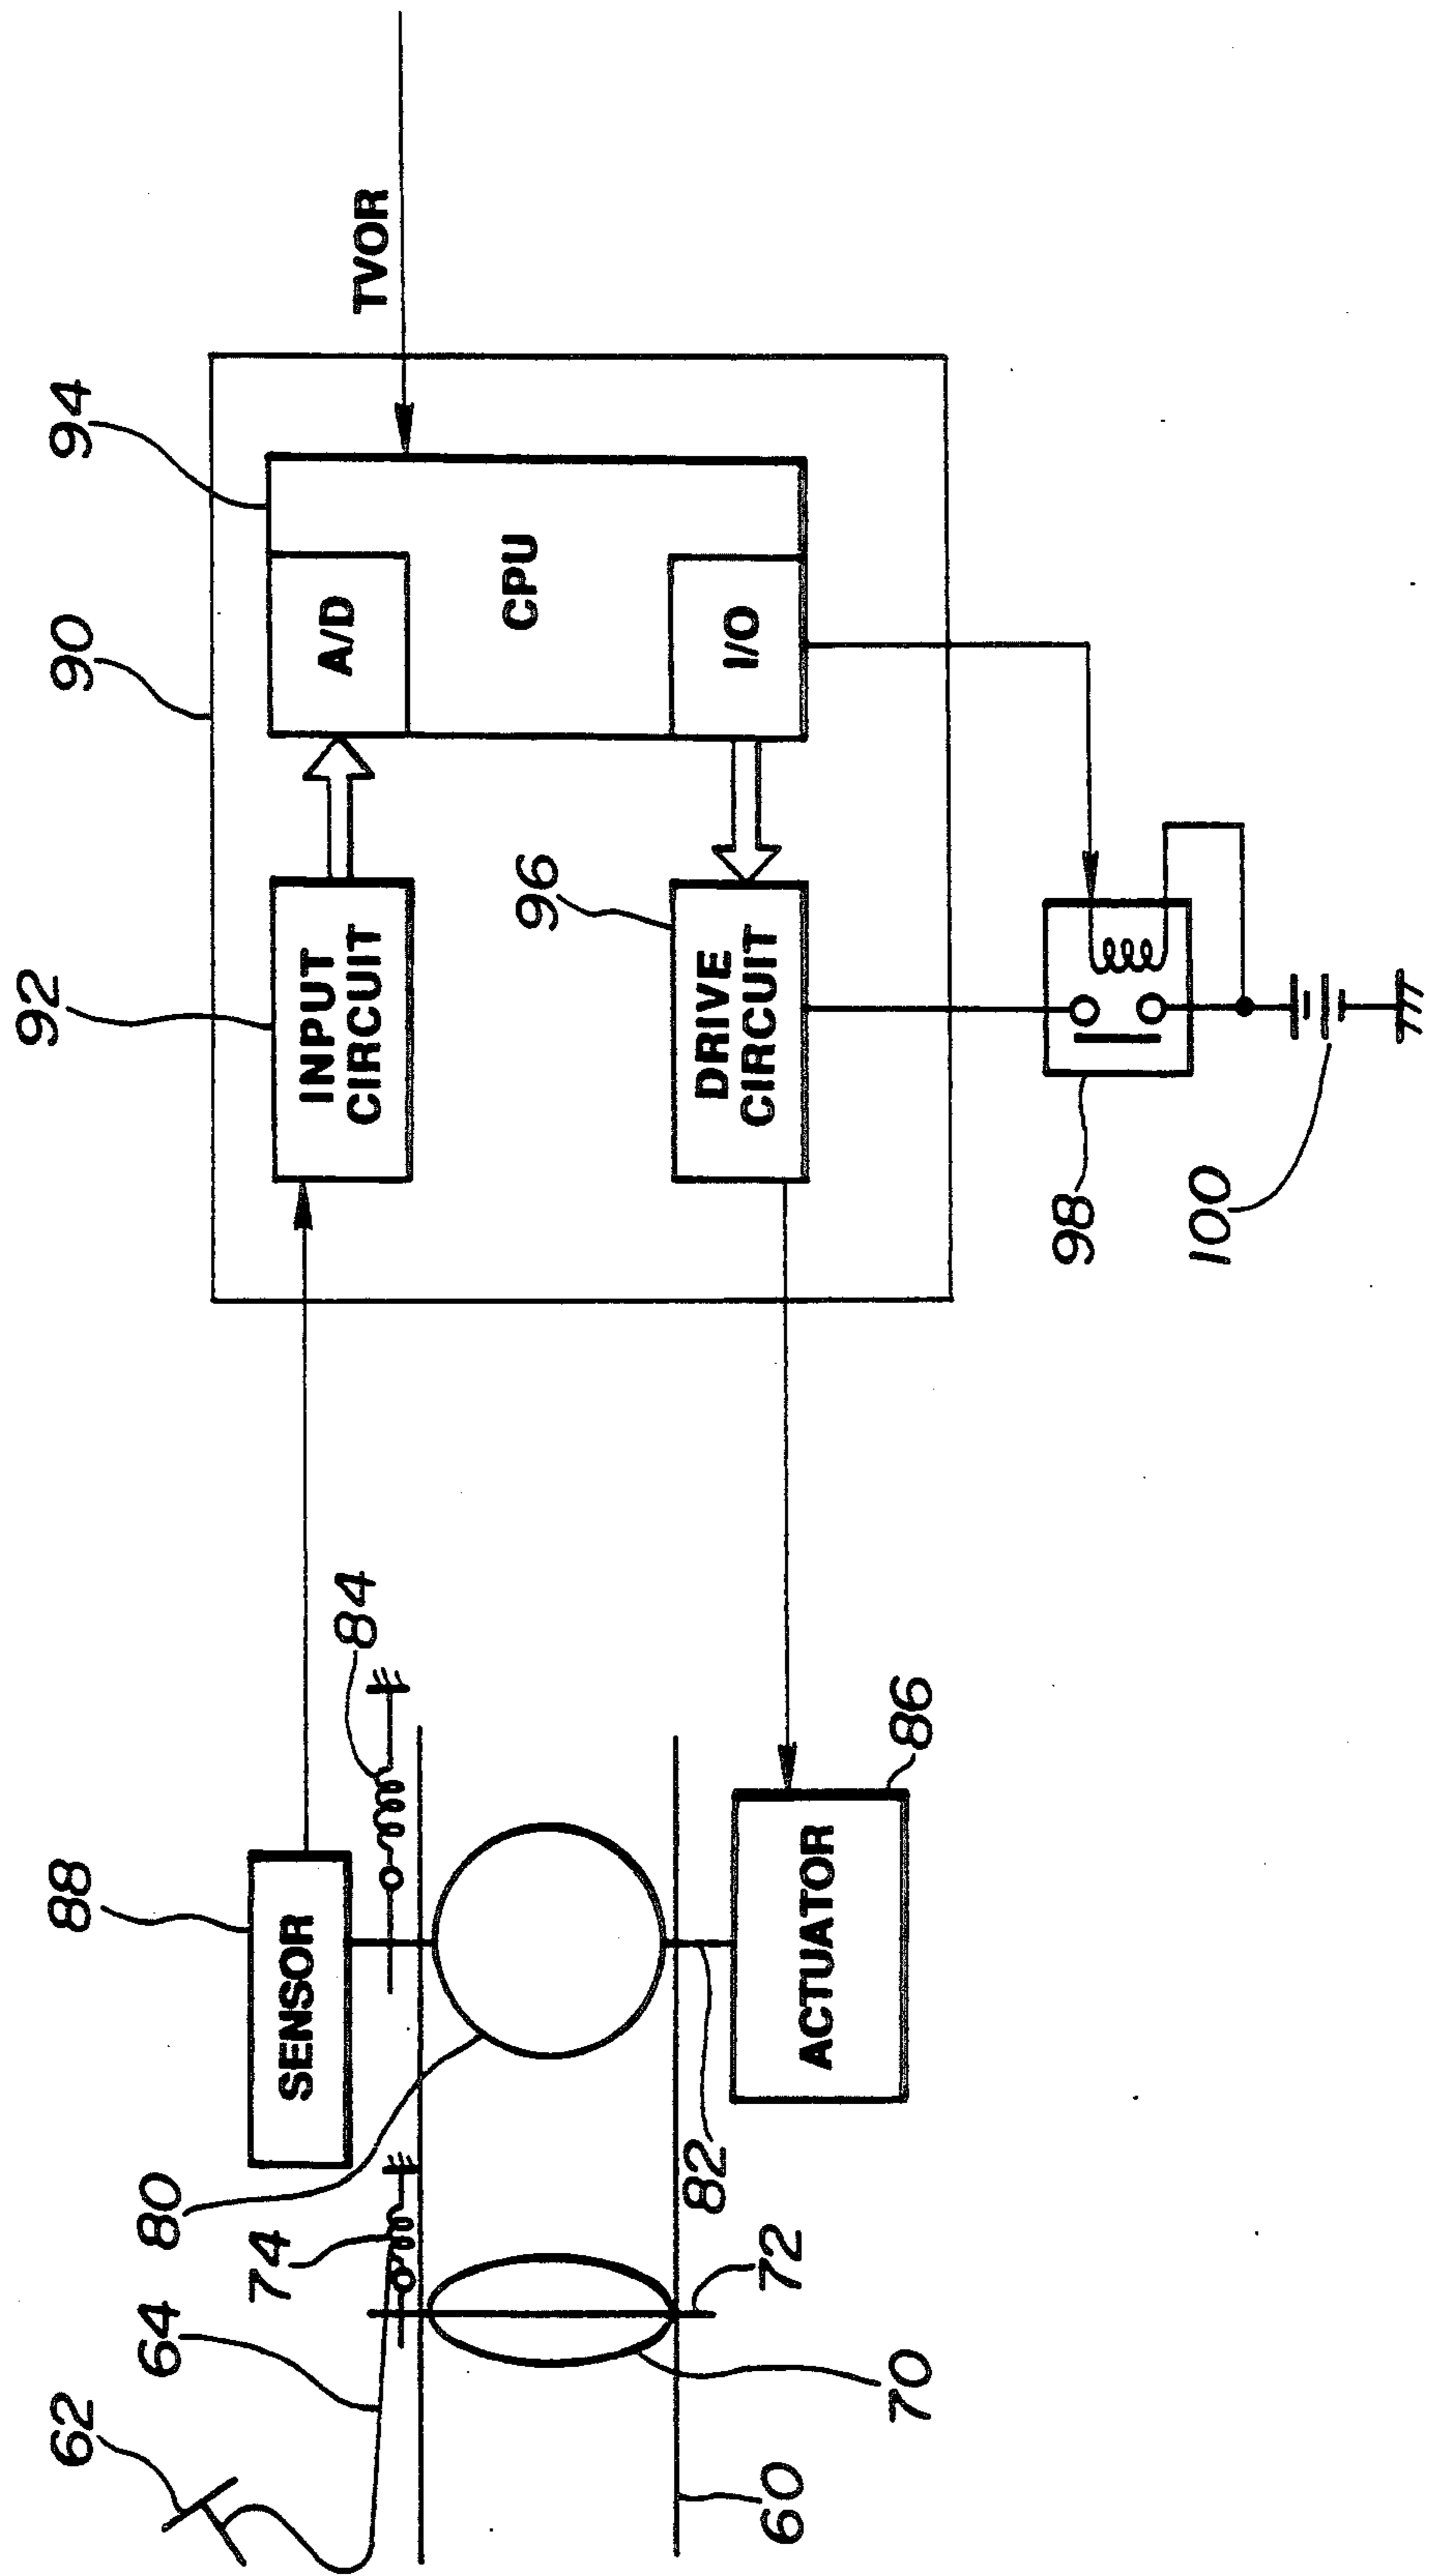 62
64
74
80
88
SENSOR
84
92
90
94
INPUT
CIRCUIT
A/D
CPU
TVOR
96
DRIVE
CIRCUIT
I/O
60
70
72
82
ACTUATOR
86
98
100